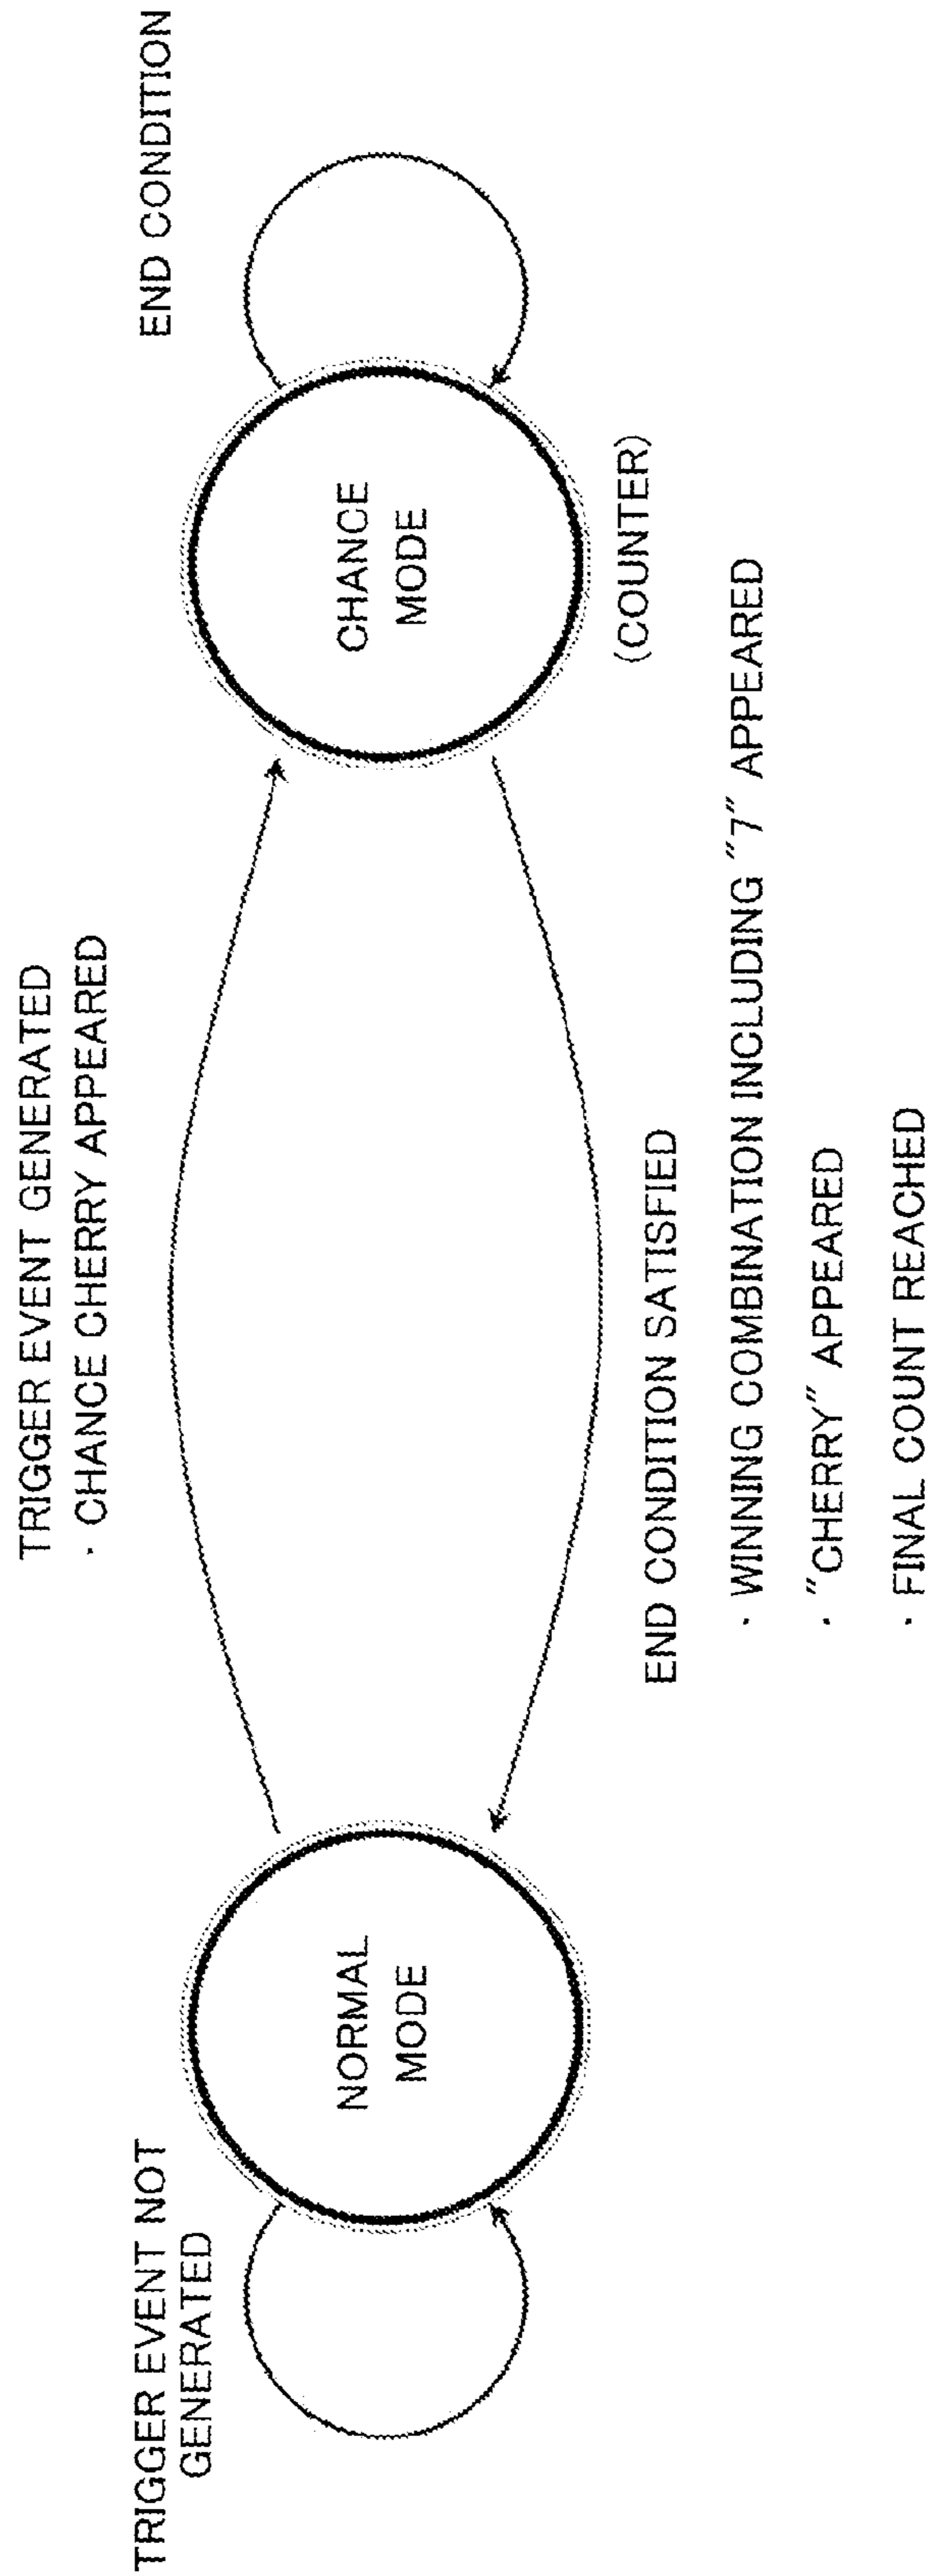 TRIGGER EVENT GENERATED
· CHANCE CHERRY APPEARED
TRIGGER EVENT NOT
GENERATED
END CONDITION
NORMAL
MODE
CHANCE
MODE
(COUNTER)
END CONDITION SATISFIED
· WINNING COMBINATION INCLUDING "7" APPEARED
· "CHERRY" APPEARED
· FINAL COUNT REACHED